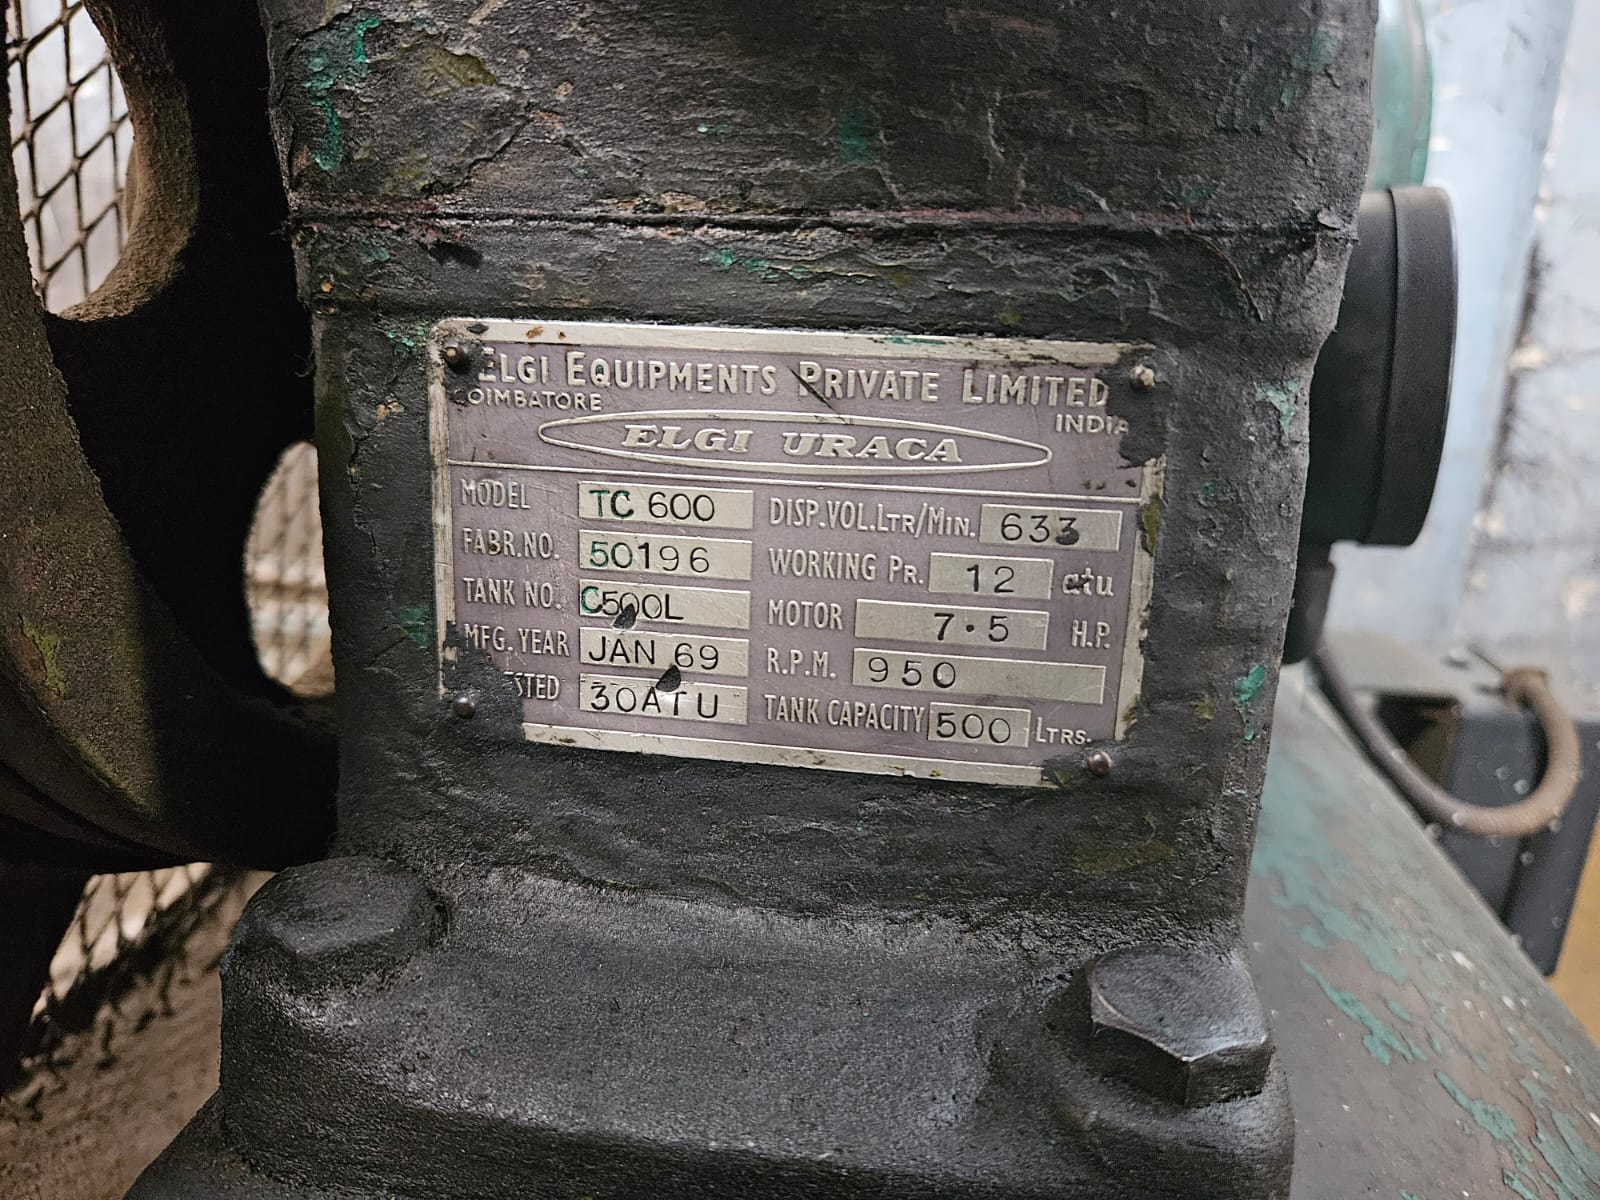 ELGI EQUIPMENTS PRIVATE LIMITED
OIMBATORE INDIA
ELGI URACA
MODEL TC 600 DISP.VOL.LTR/MIN. 633
FABR.NO. 50196 WORKING PR. 12 atu
TANK NO. C500L MOTOR 7.5 H.P.
MFG. YEAR JAN 69 R.P.M. 950
ESTED 30ATU TANK CAPACITY 500 LTRS.